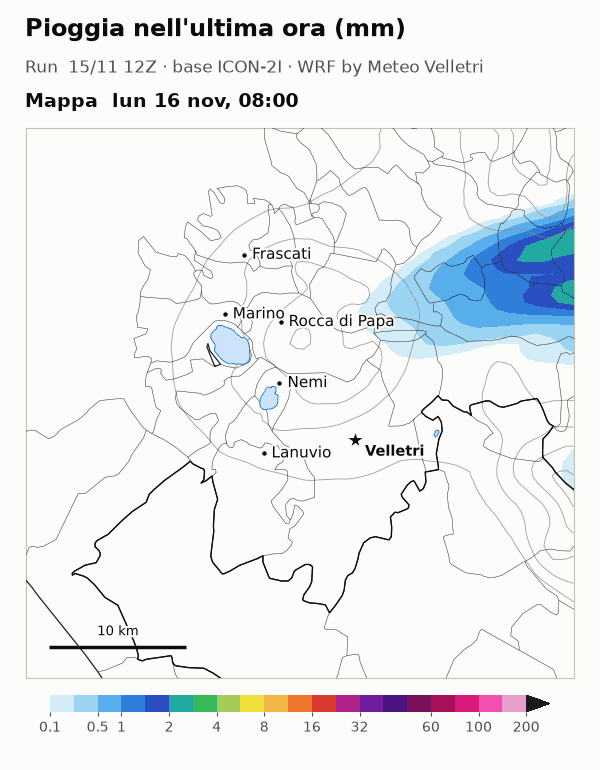 Pioggia nell'ultima ora (mm)
Run  15/11 12Z · base ICON-2I · WRF by Meteo Velletri
Mappa  lun 16 nov, 08:00
Frascati
Marino
Rocca di Papa
Nemi
Velletri
Lanuvio
10 km
0.1 0.5 1 2 4 8 16 32 60 100 200